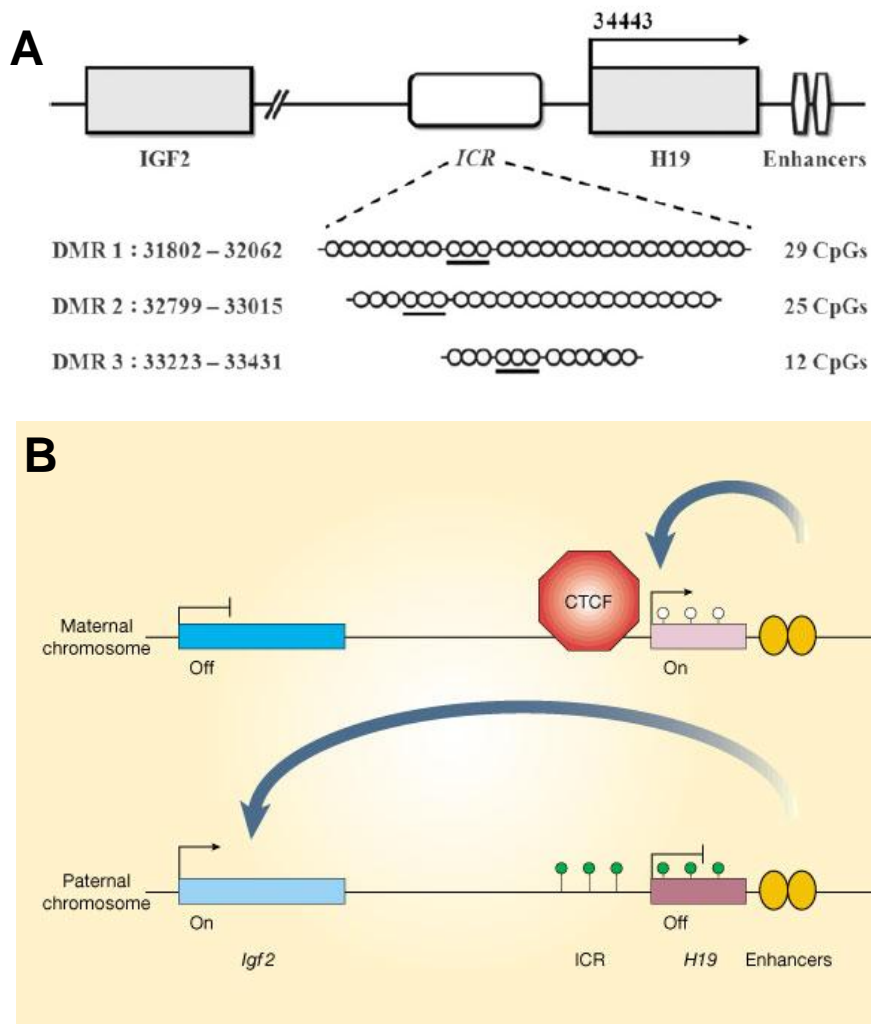 A
34443
IGF2
ICR
H19
Enhancers
DMR 1 : 31802 – 32062
29 CpGs
DMR 2 : 32799 – 33015
25 CpGs
DMR 3 : 33223 – 33431
12 CpGs
B
CTCF
Maternal
chromosome
Off
On
Paternal
chromosome
On
Off
Igf2
ICR
H19
Enhancers